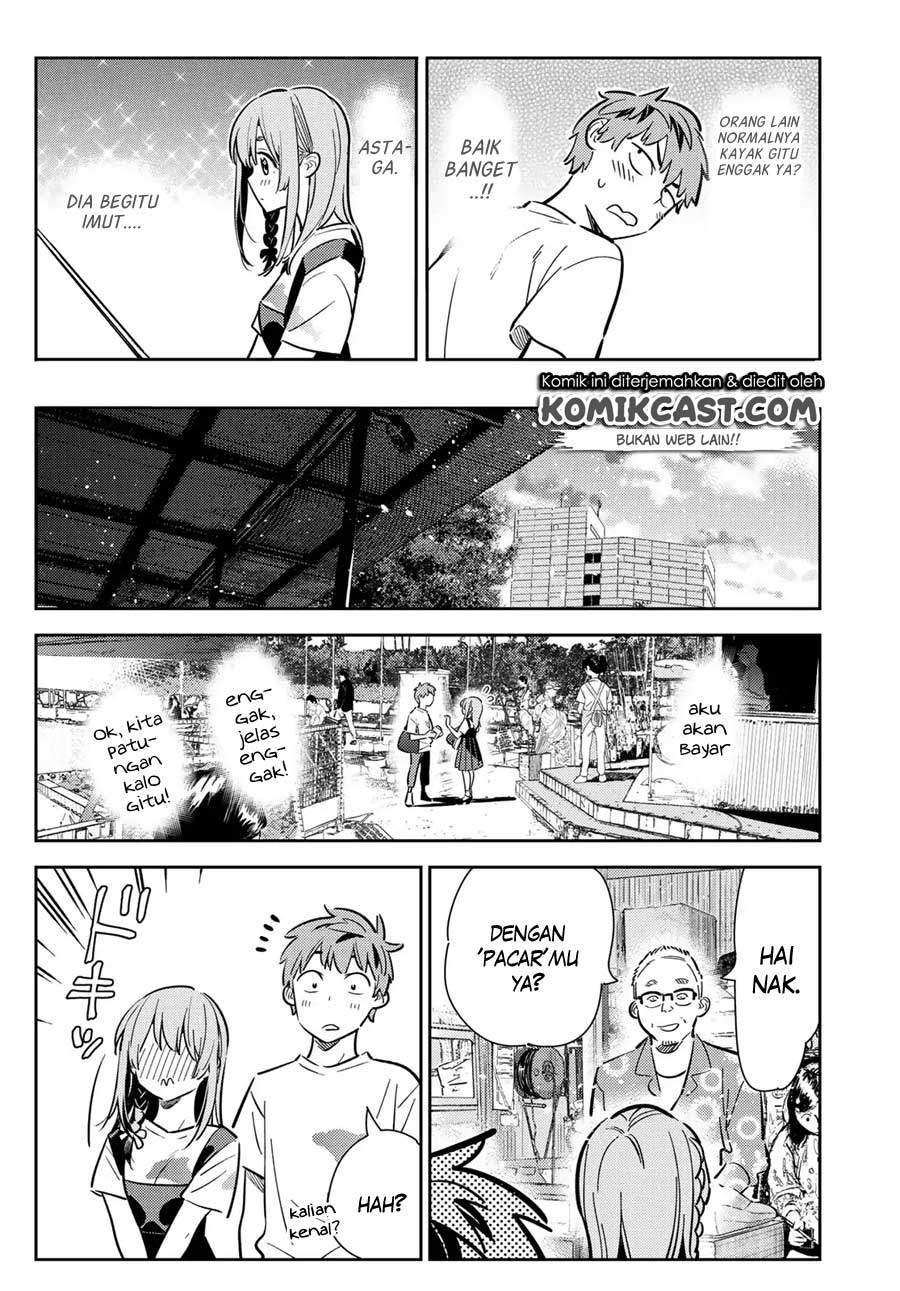 ORANG LAIN
NORMALNYA
KAYAK GITU
ENGGAK YA?
BAIK
BANGET
..!!
ASTA-
GA.
DIA BEGITU
IMUT....
Komik ini diterjemahkan & diedit oleh
KOMIKCAST.COM
BUKAN WEB LAIN!!
aku
akan
Bayar
eng-
gak,
jelas
eng-
gak!
Ok, kita
patu-
ngan
kalo
gitu!
HAI
NAK.
DENGAN
'PACAR'MU
YA?
HAH?
kalian
kenal?
ドキッ